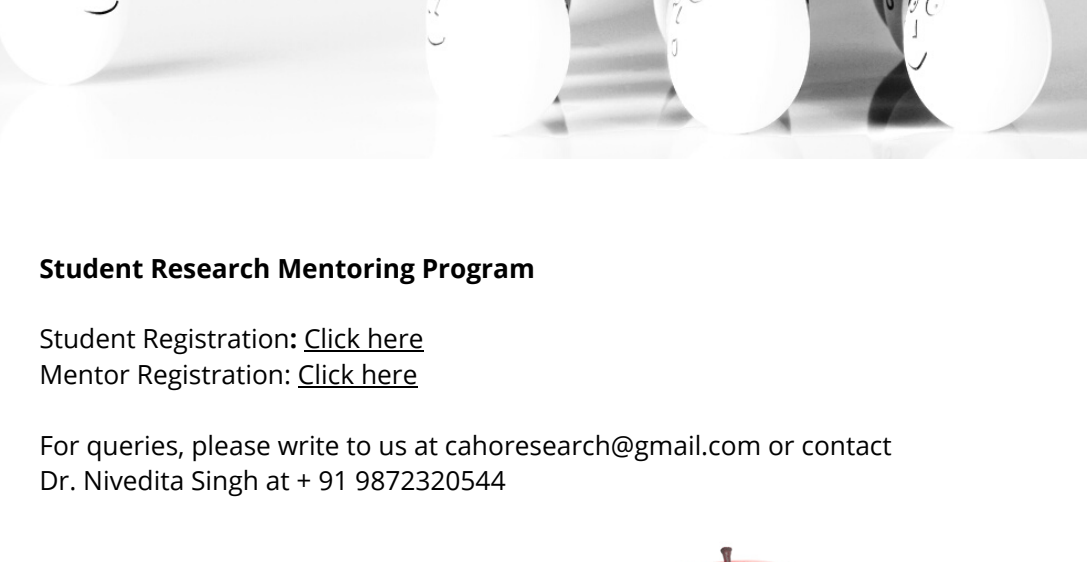 Student Research Mentoring Program
Student Registration: Click here
Mentor Registration: Click here
For queries, please write to us at cahoresearch@gmail.com or contact
Dr. Nivedita Singh at + 91 9872320544